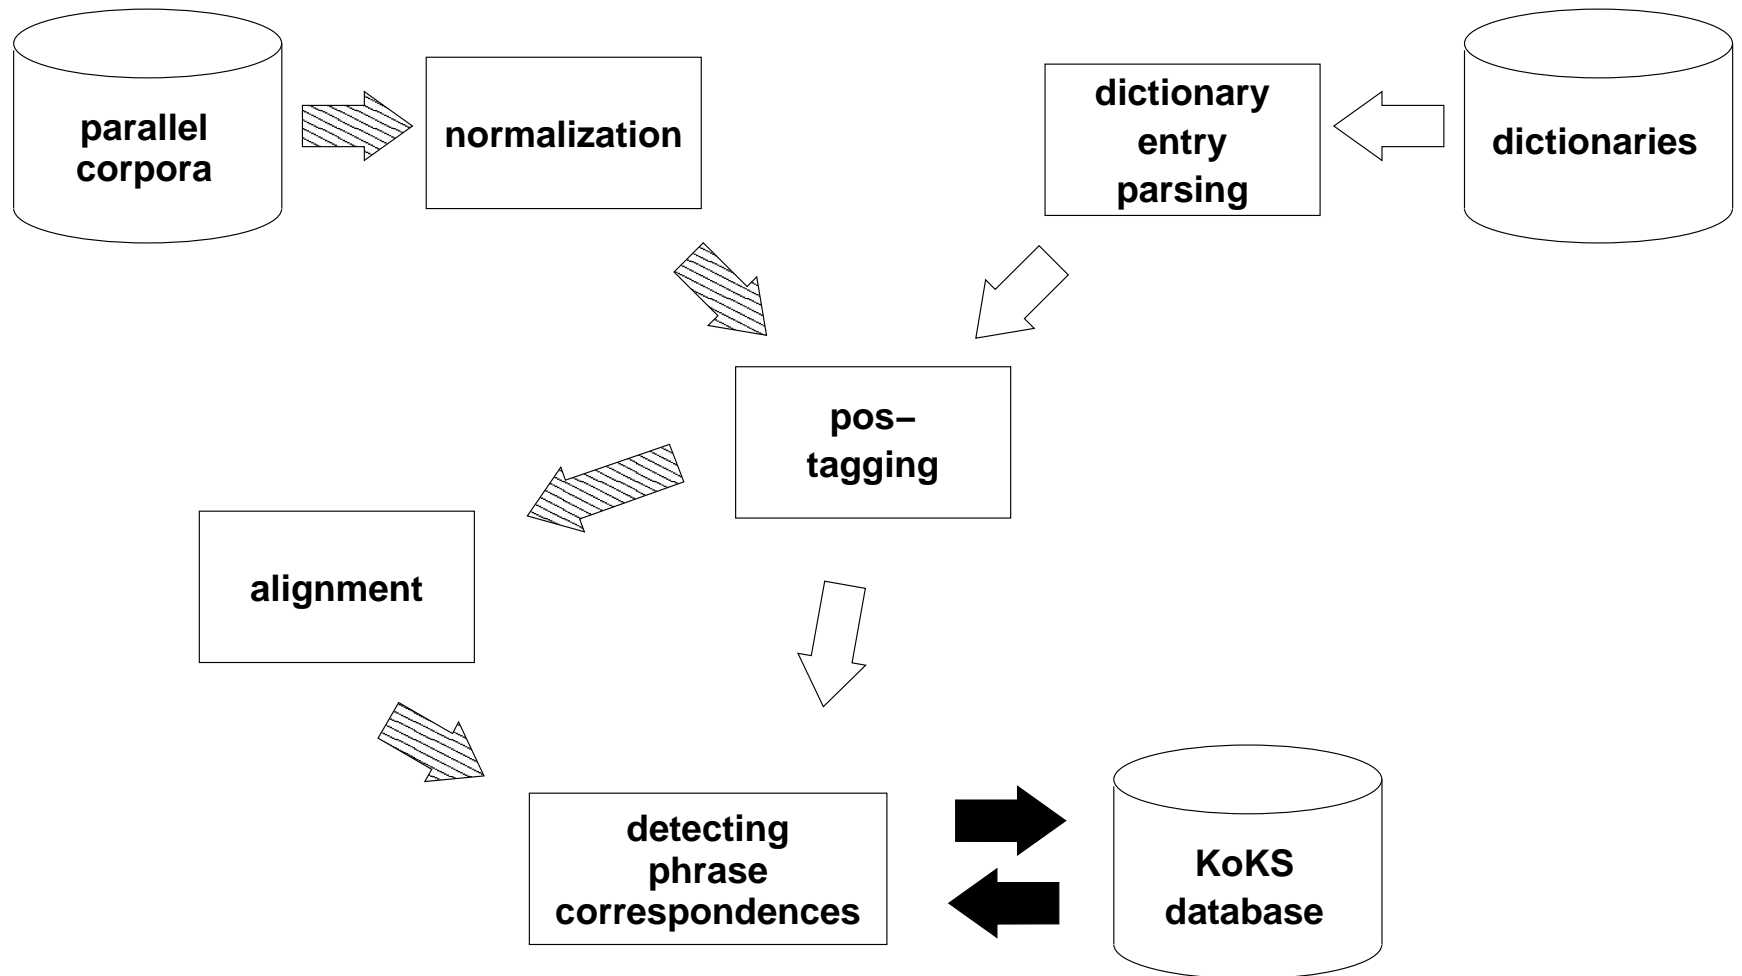 parallel
corpora
normalization
dictionary
entry
parsing
dictionaries
pos–
tagging
alignment
detecting
phrase
correspondences
KoKS
database